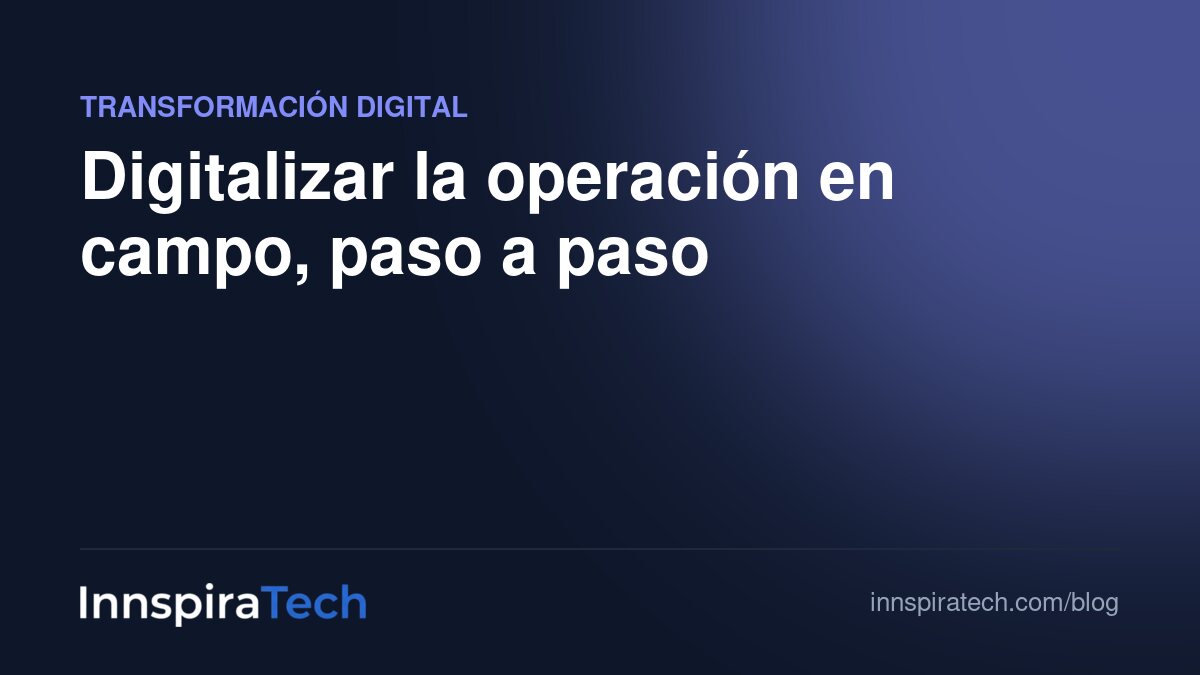 TRANSFORMACIÓN DIGITAL
Digitalizar la operación en
campo, paso a paso
InnspiraTech
innspiratech.com/blog